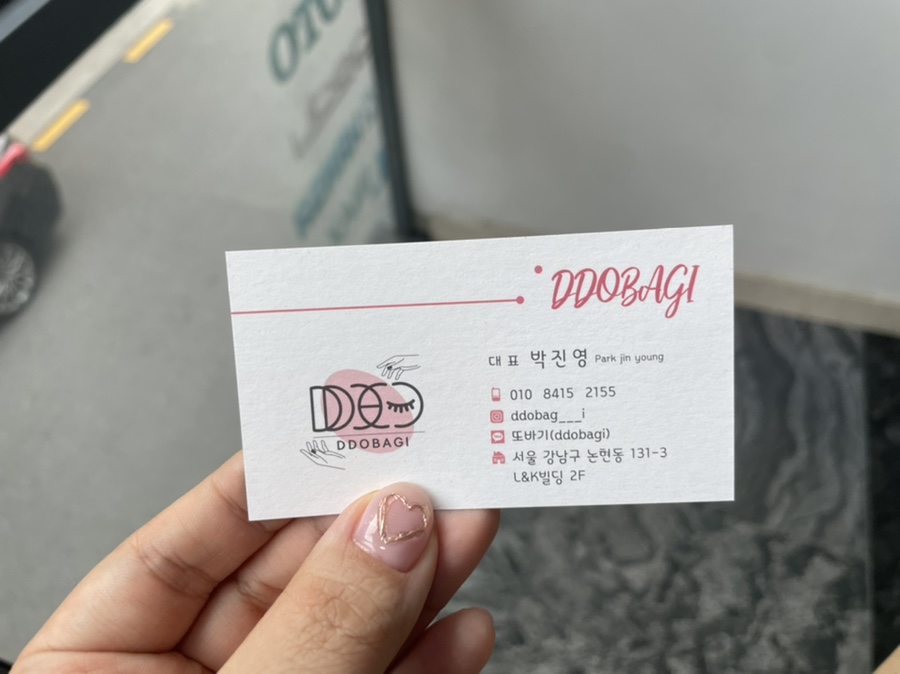 DDOBAGI
DDOBAGI
대표 박진영 Park jin young
010 8415 2155
ddobag___i
또바기(ddobagi)
서울 강남구 논현동 131-3
L&K빌딩 2F